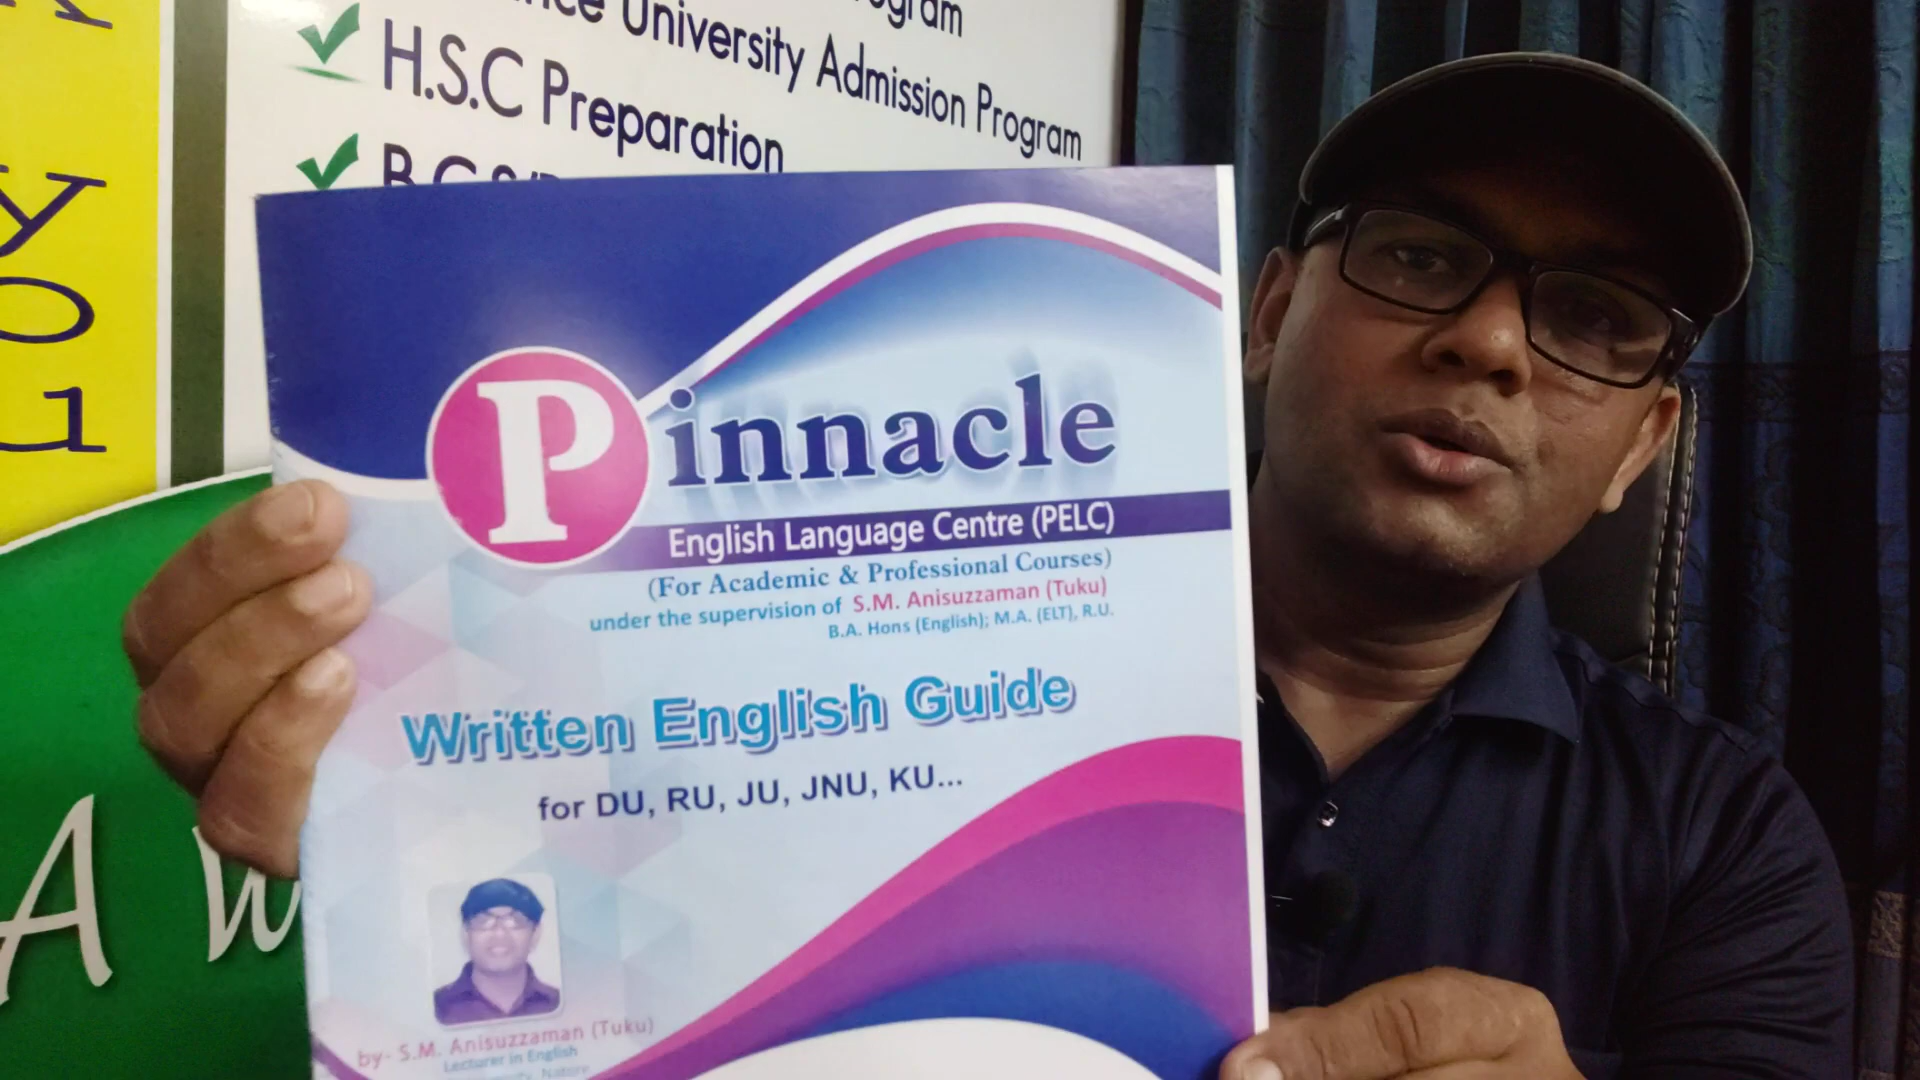 University Admission Program
H.S.C Preparation
y
o
u
A W
Pinnacle
English Language Centre (PELC)
(For Academic & Professional Courses)
under the supervision of S.M. Anisuzzaman (Tuku)
B.A. Hons (English); M.A. (ELT), R.U.
Written English Guide
for DU, RU, JU, JNU, KU...
by- S.M. Anisuzzaman (Tuku)
Lecturer in English